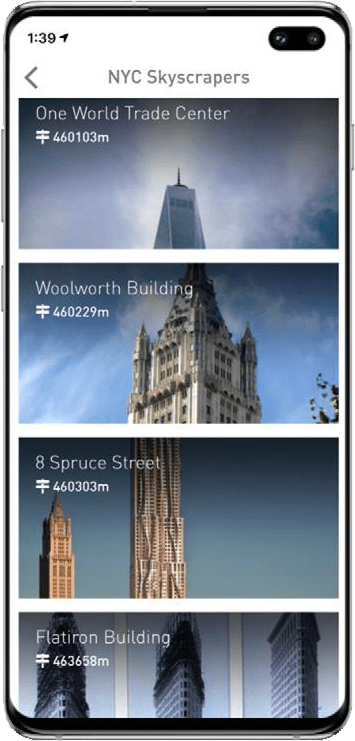 1:39
NYC Skyscrapers
One World Trade Center
460103m
Woolworth Building
460229m
8 Spruce Street
460303m
Flatiron Building
463658m